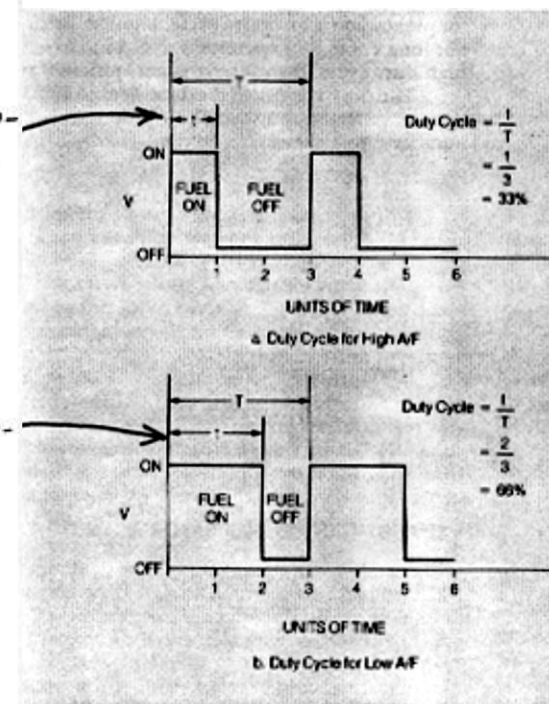 T
t
Duty Cycle = t/T
= 1/3
= 33%
ON
V
FUEL ON
FUEL OFF
OFF
1 2 3 4 5 6
UNITS OF TIME
a. Duty Cycle for High A/F
T
t
Duty Cycle = t/T
= 2/3
= 66%
ON
V
FUEL ON
FUEL OFF
OFF
1 2 3 4 5 6
UNITS OF TIME
b. Duty Cycle for Low A/F